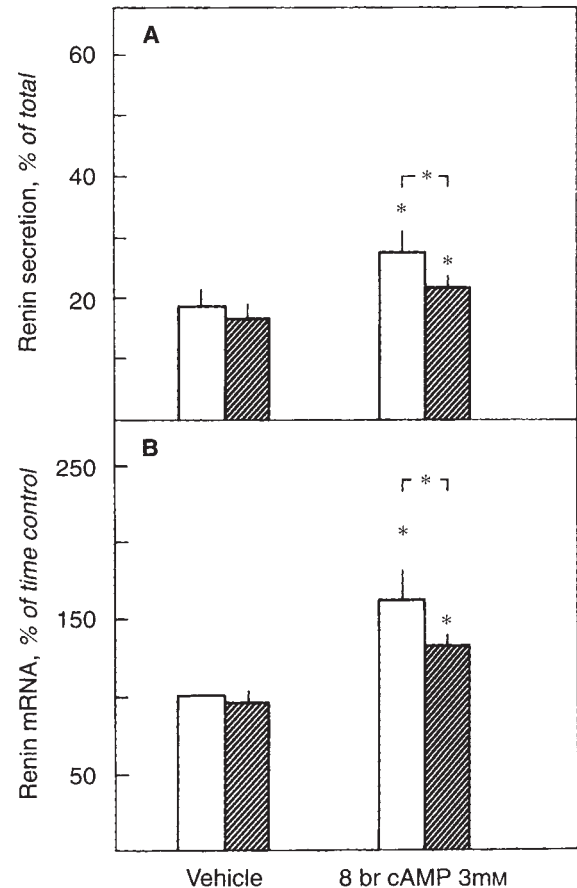 A
Renin secretion, % of total
60
40
20
*
*
*
B
Renin mRNA, % of time control
250
150
50
*
*
*
Vehicle 8 br cAMP 3mM